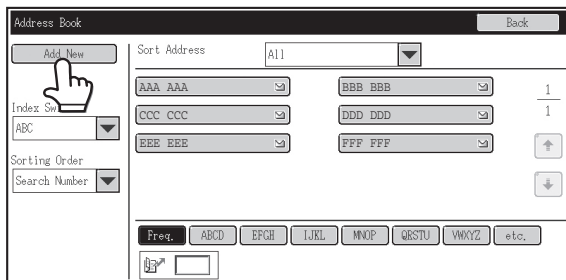 Address Book
Back
Add New
Sort Address
All
AAA AAA
BBB BBB
1
1
Index Sw
CCC CCC
DDD DDD
ABC
EEE EEE
FFF FFF
Sorting Order
Search Number
Freq.
ABCD
EFGH
IJKL
MNOP
QRSTU
VWXYZ
etc.